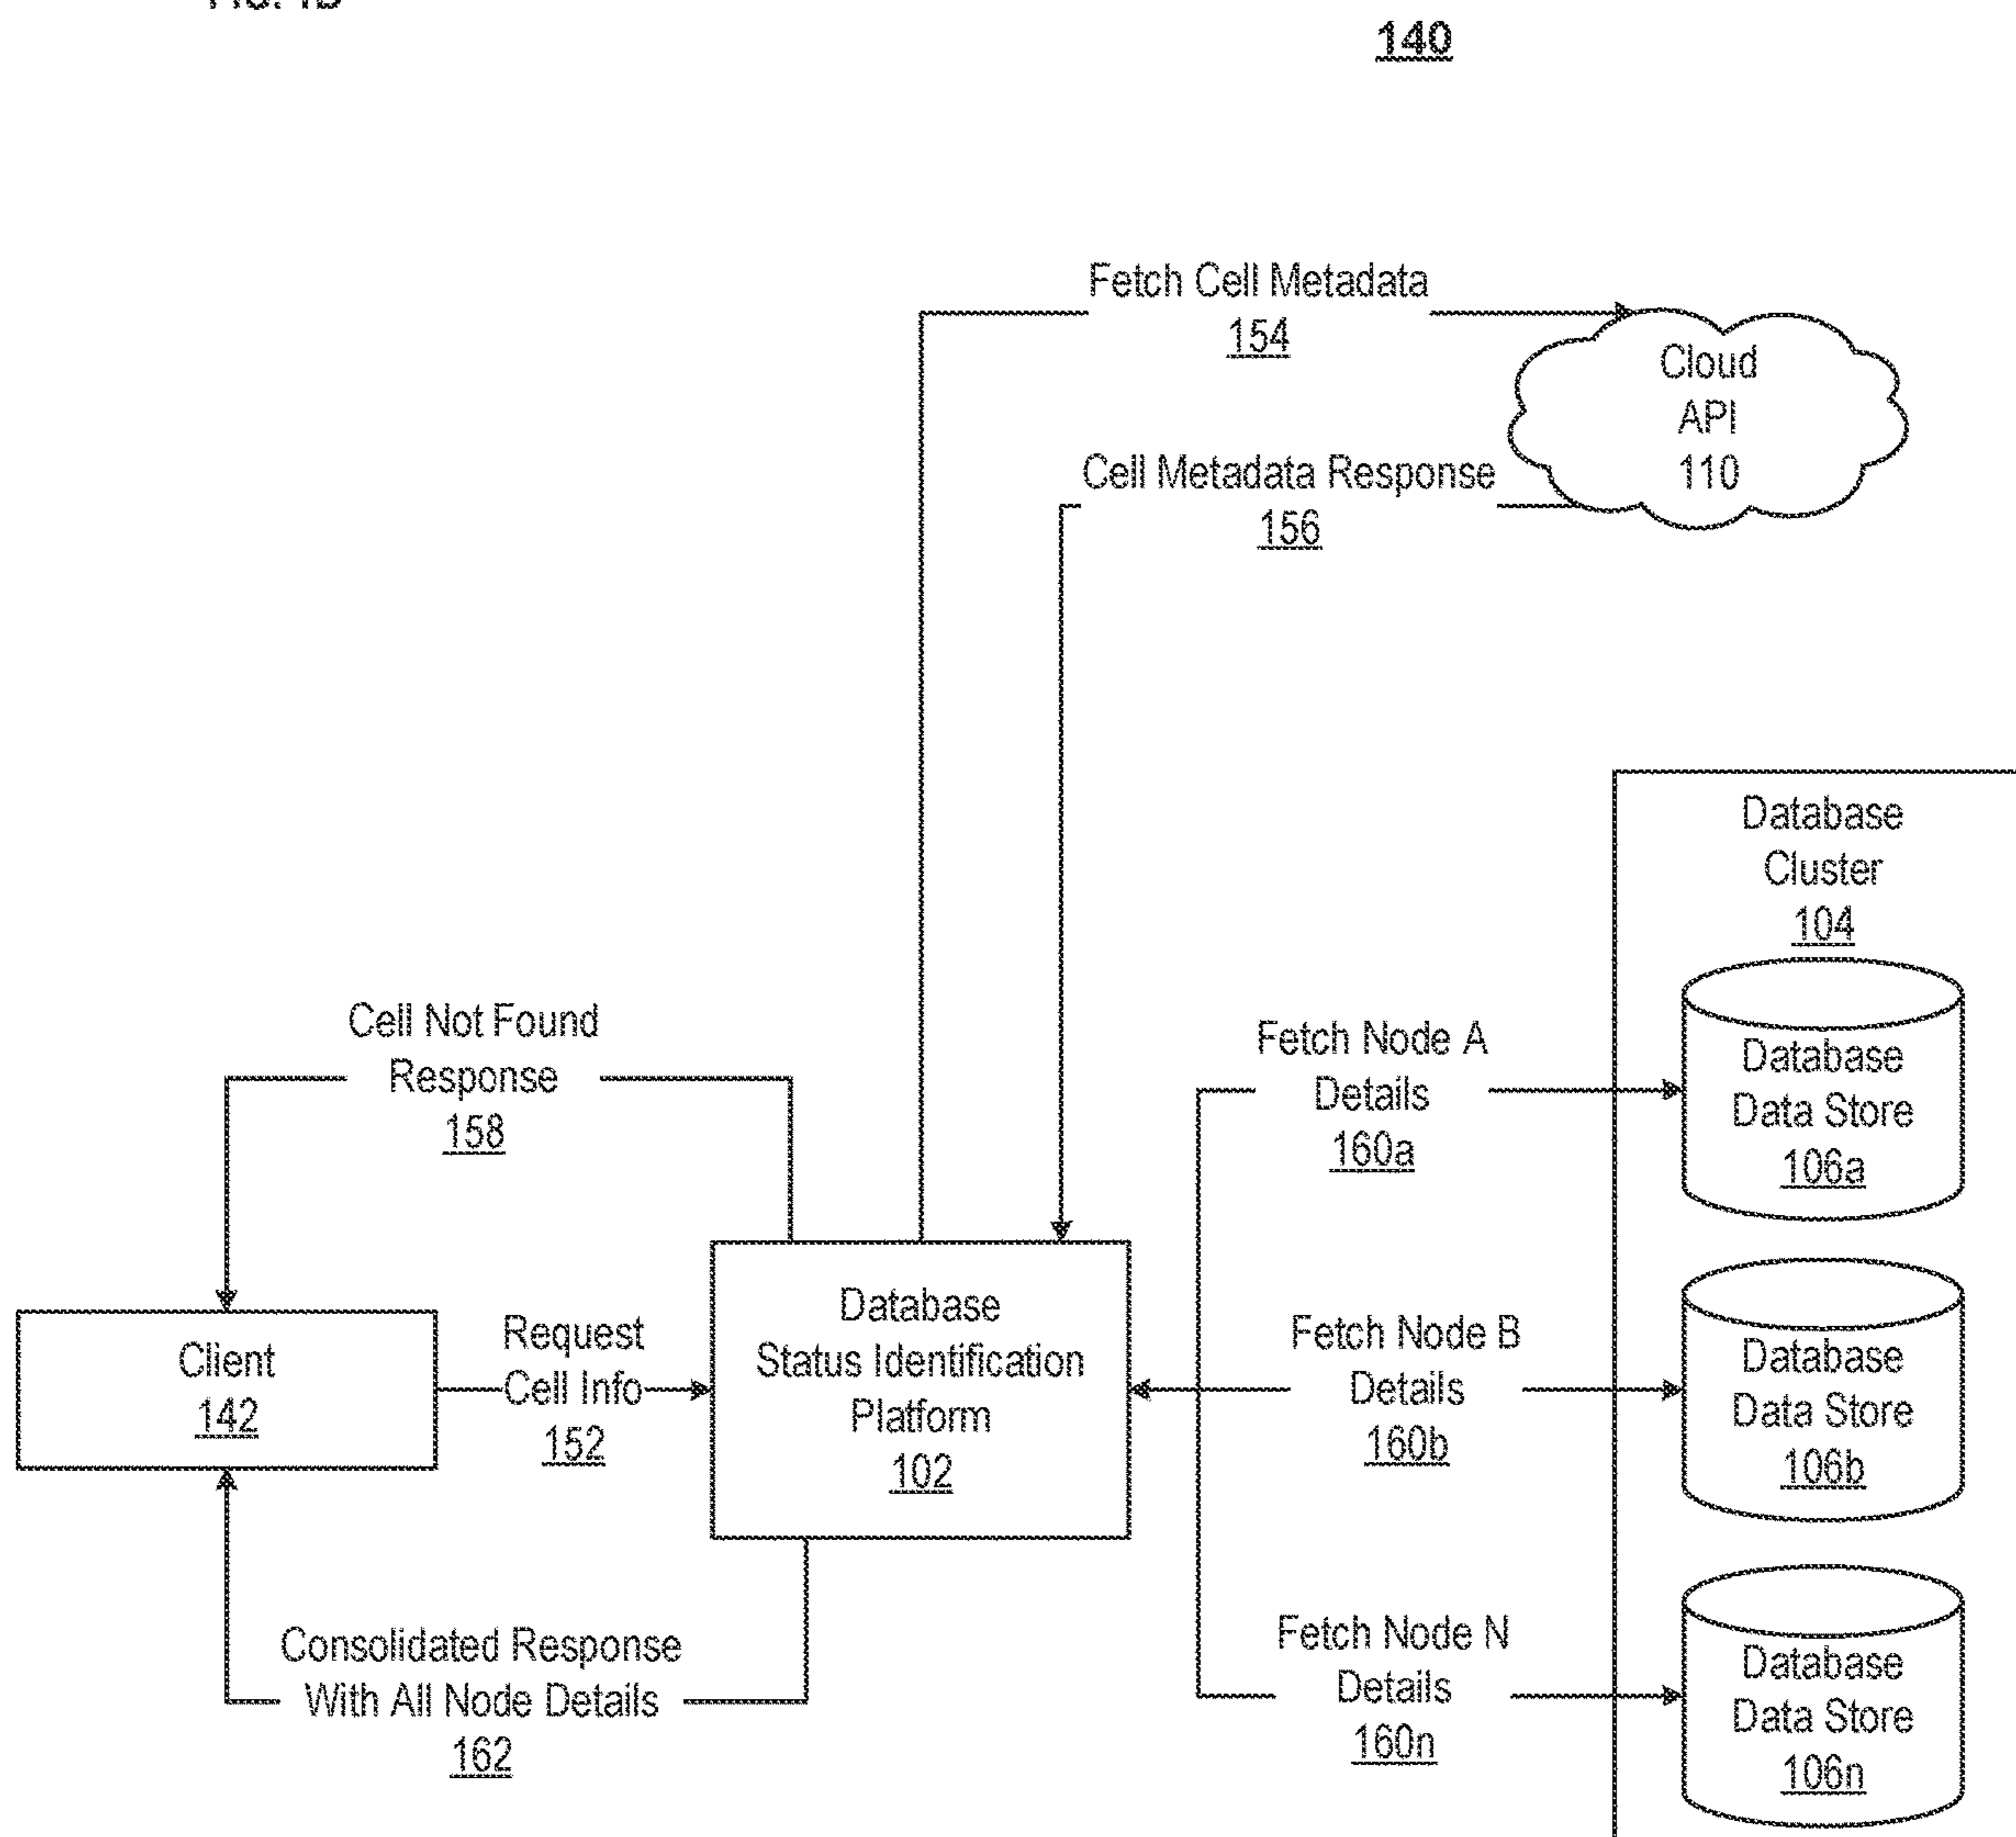 140
Fetch Cell Metadata
154
Cloud
API
110
Cell Metadata Response
156
Database
Cluster
104
Cell Not Found
Response
158
Fetch Node A
Details
160a
Database
Data Store
106a
Client
142
Request
Cell Info
152
Database
Status Identification
Platform
102
Fetch Node B
Details
160b
Database
Data Store
106b
Consolidated Response
With All Node Details
162
Fetch Node N
Details
160n
Database
Data Store
106n